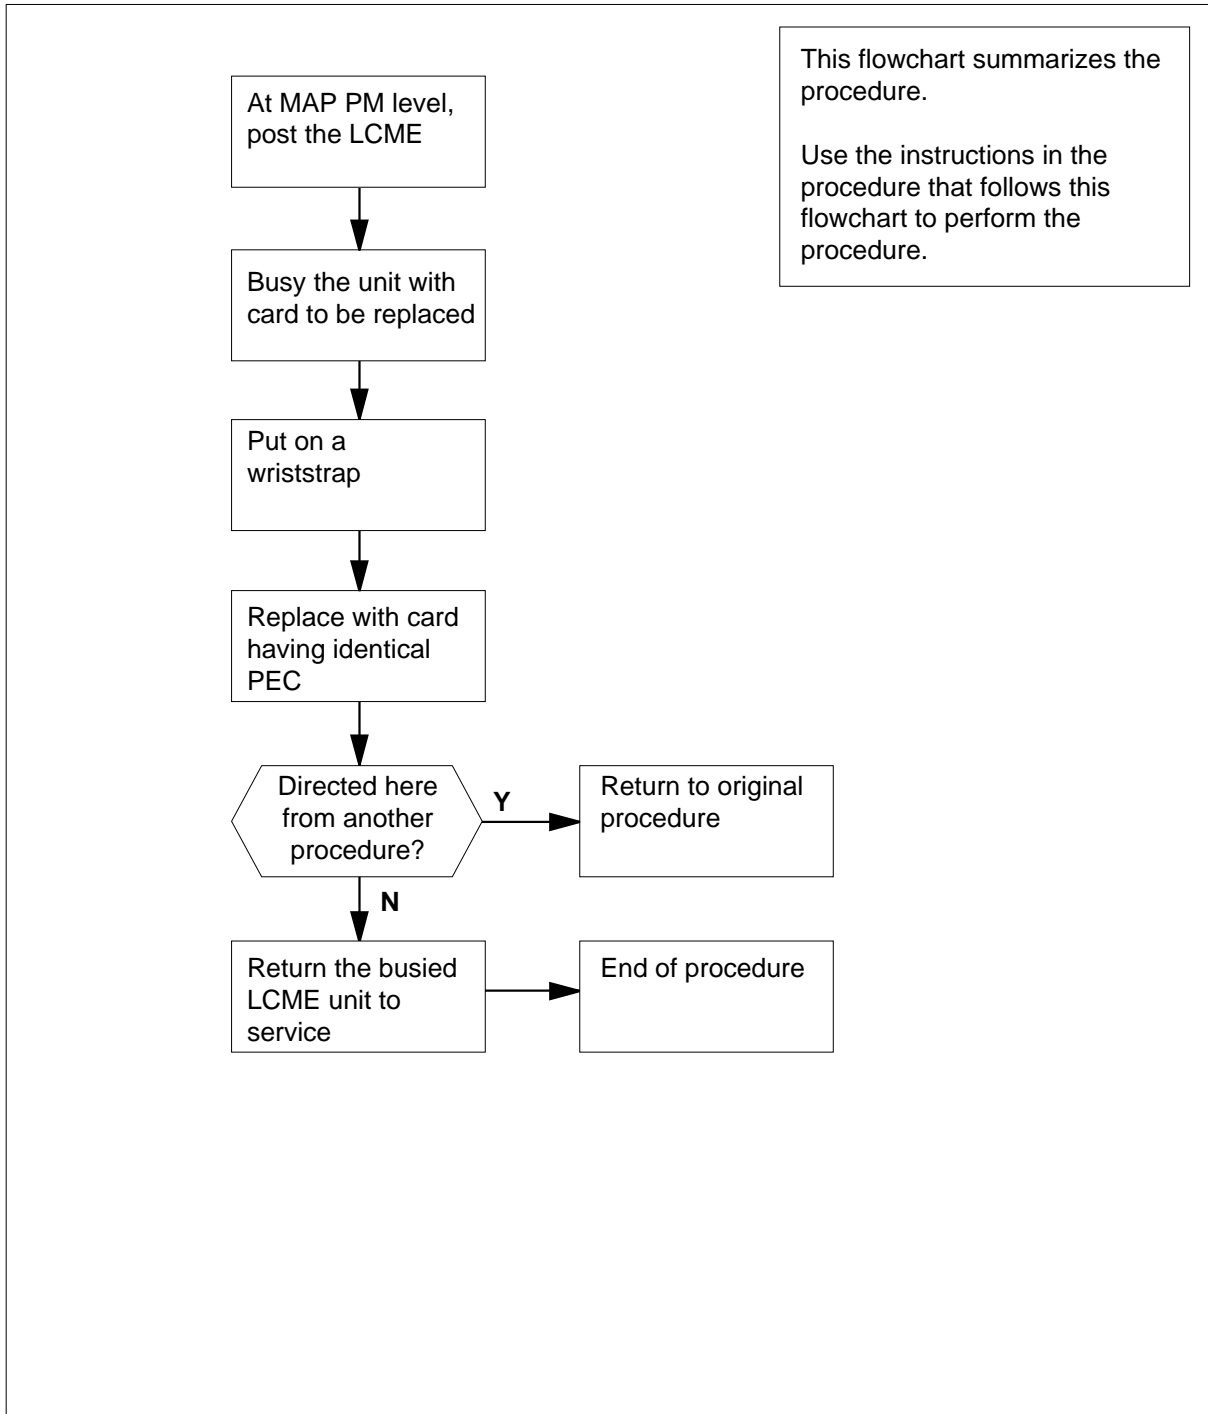 This flowchart summarizes the
procedure.
Use the instructions in the
procedure that follows this
flowchart to perform the
procedure.
At MAP PM level,
post the LCME
Busy the unit with
card to be replaced
Put on a
wriststrap
Replace with card
having identical
PEC
Directed here
from another
procedure?
Y
Return to original
procedure
N
Return the busied
LCME unit to
service
End of procedure